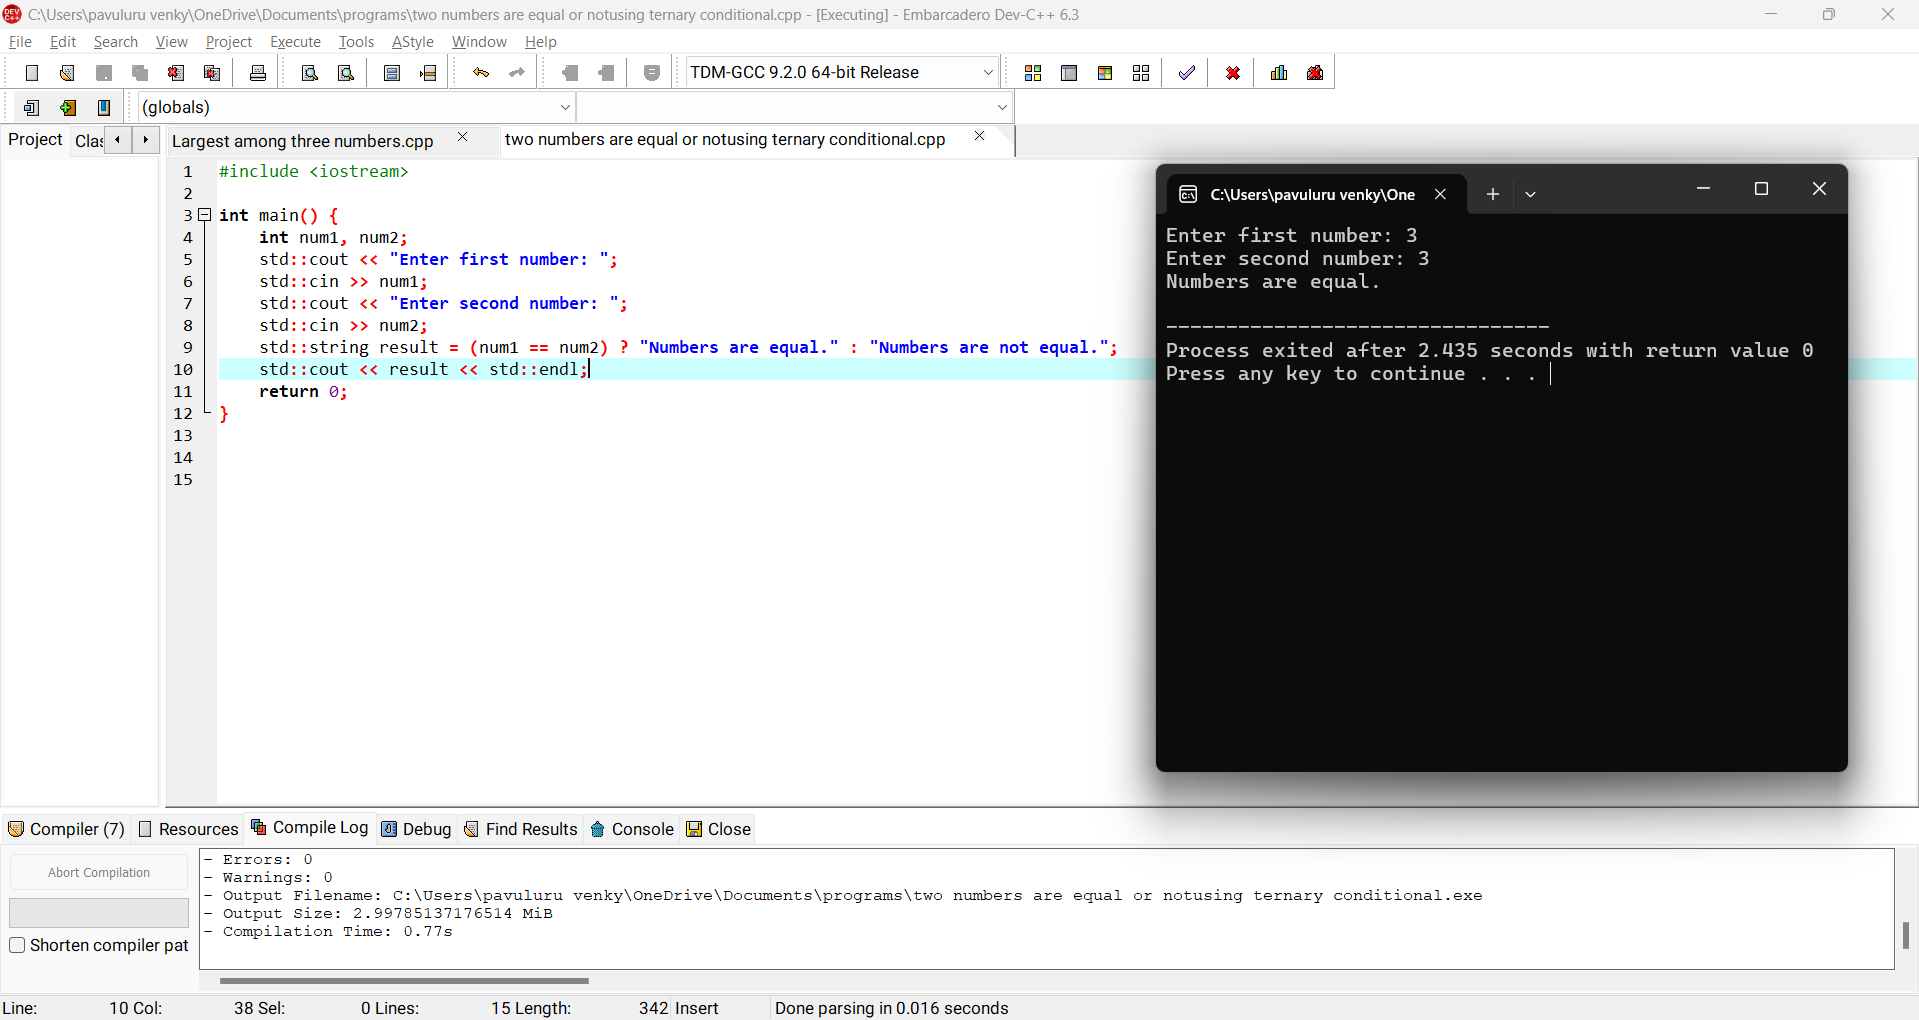 C:\Users\pavuluru venky\OneDrive\Documents\programs\two numbers are equal or notusing ternary conditional.cpp - [Executing] - Embarcadero Dev-C++ 6.3
File Edit Search View Project Execute Tools AStyle Window Help
TDM-GCC 9.2.0 64-bit Release
(globals)
Project Clas Largest among three numbers.cpp two numbers are equal or notusing ternary conditional.cpp
1 #include <iostream>
2
3 int main() {
4 int num1, num2;
5 std::cout << "Enter first number: ";
6 std::cin >> num1;
7 std::cout << "Enter second number: ";
8 std::cin >> num2;
9 std::string result = (num1 == num2) ? "Numbers are equal." : "Numbers are not equal.";
10 std::cout << result << std::endl;
11 return 0;
12 }
13
14
15
C:\Users\pavuluru venky\One
Enter first number: 3
Enter second number: 3
Numbers are equal.
--------------------------------
Process exited after 2.435 seconds with return value 0
Press any key to continue . . .
Compiler (7) Resources Compile Log Debug Find Results Console Close
Abort Compilation
Shorten compiler pat
- Errors: 0
- Warnings: 0
- Output Filename: C:\Users\pavuluru venky\OneDrive\Documents\programs\two numbers are equal or notusing ternary conditional.exe
- Output Size: 2.99785137176514 MiB
- Compilation Time: 0.77s
Line: 10 Col: 38 Sel: 0 Lines: 15 Length: 342 Insert Done parsing in 0.016 seconds